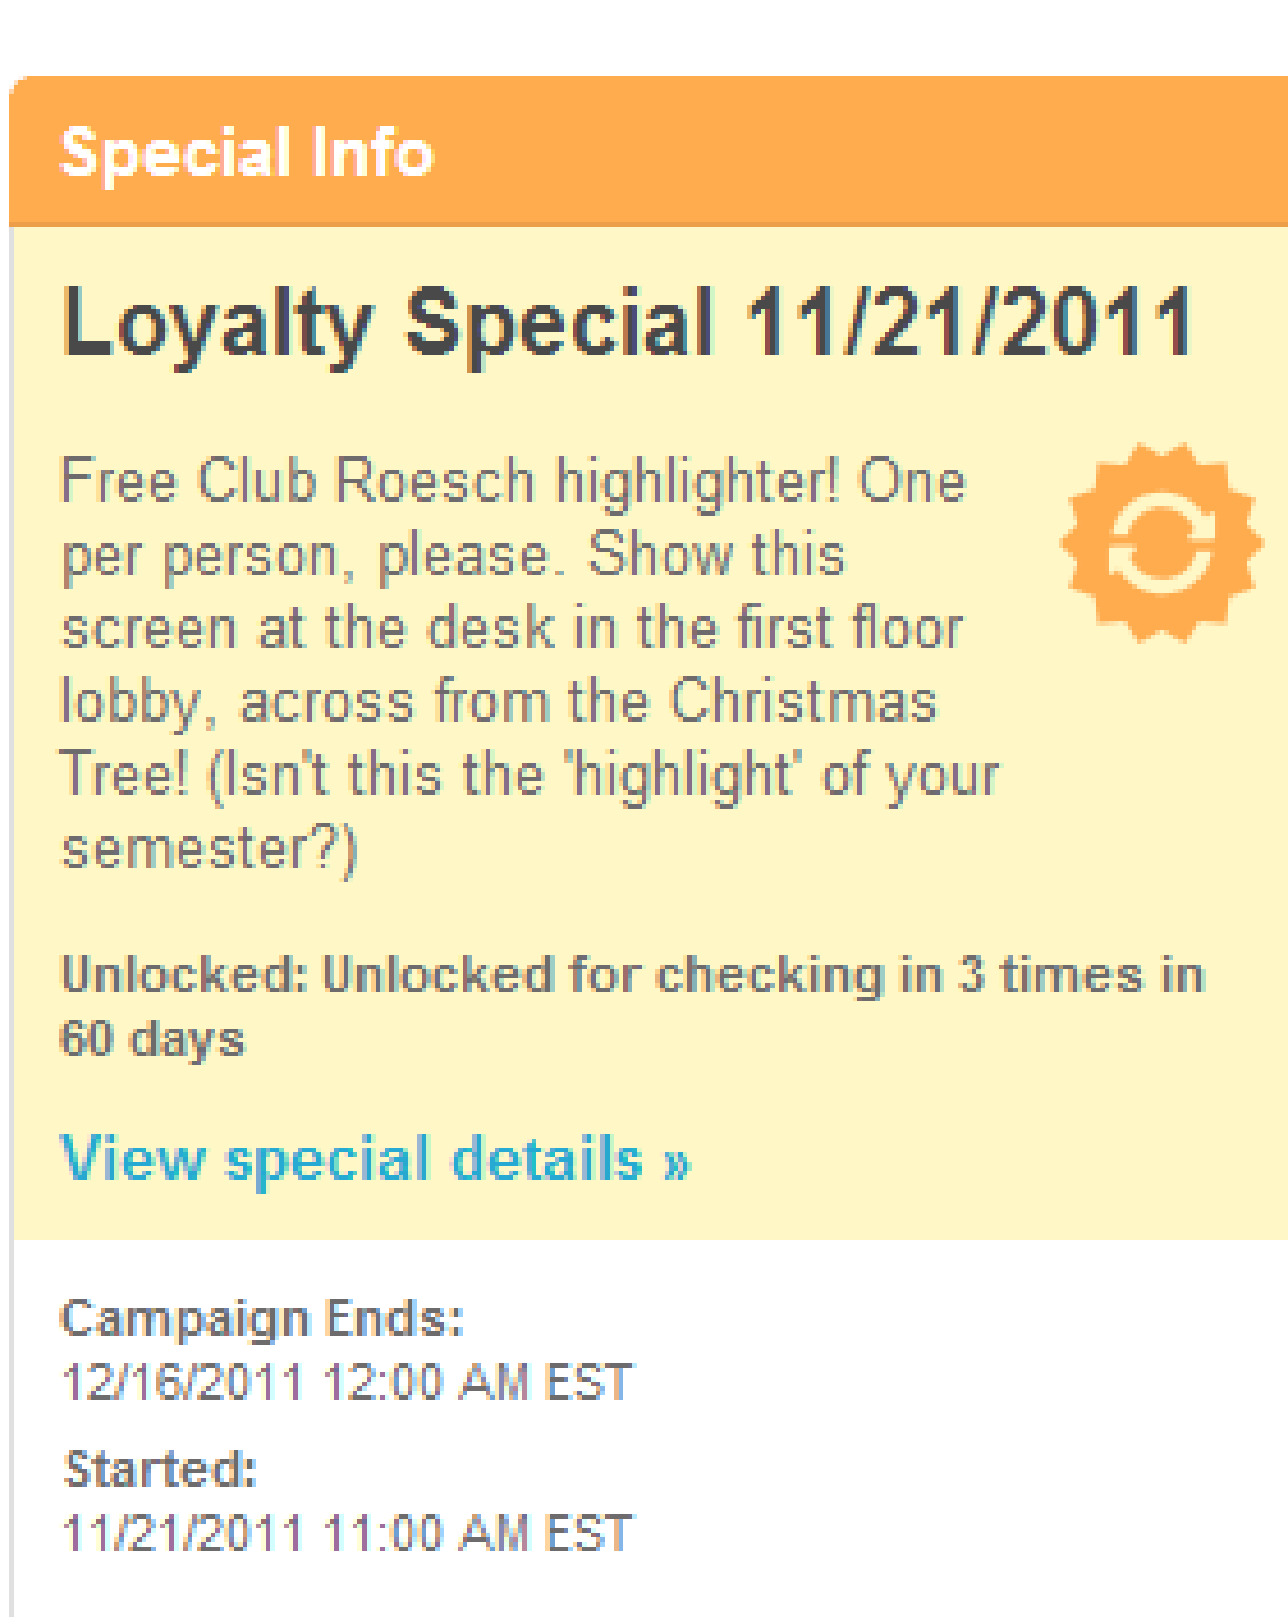 Special Info
Loyalty Special 11/21/2011
Free Club Roesch highlighter! One
per person, please. Show this
screen at the desk in the first floor
lobby, across from the Christmas
Tree! (Isn't this the 'highlight' of your
semester?)
Unlocked: Unlocked for checking in 3 times in
60 days
View special details »
Campaign Ends:
12/16/2011 12:00 AM EST
Started:
11/21/2011 11:00 AM EST